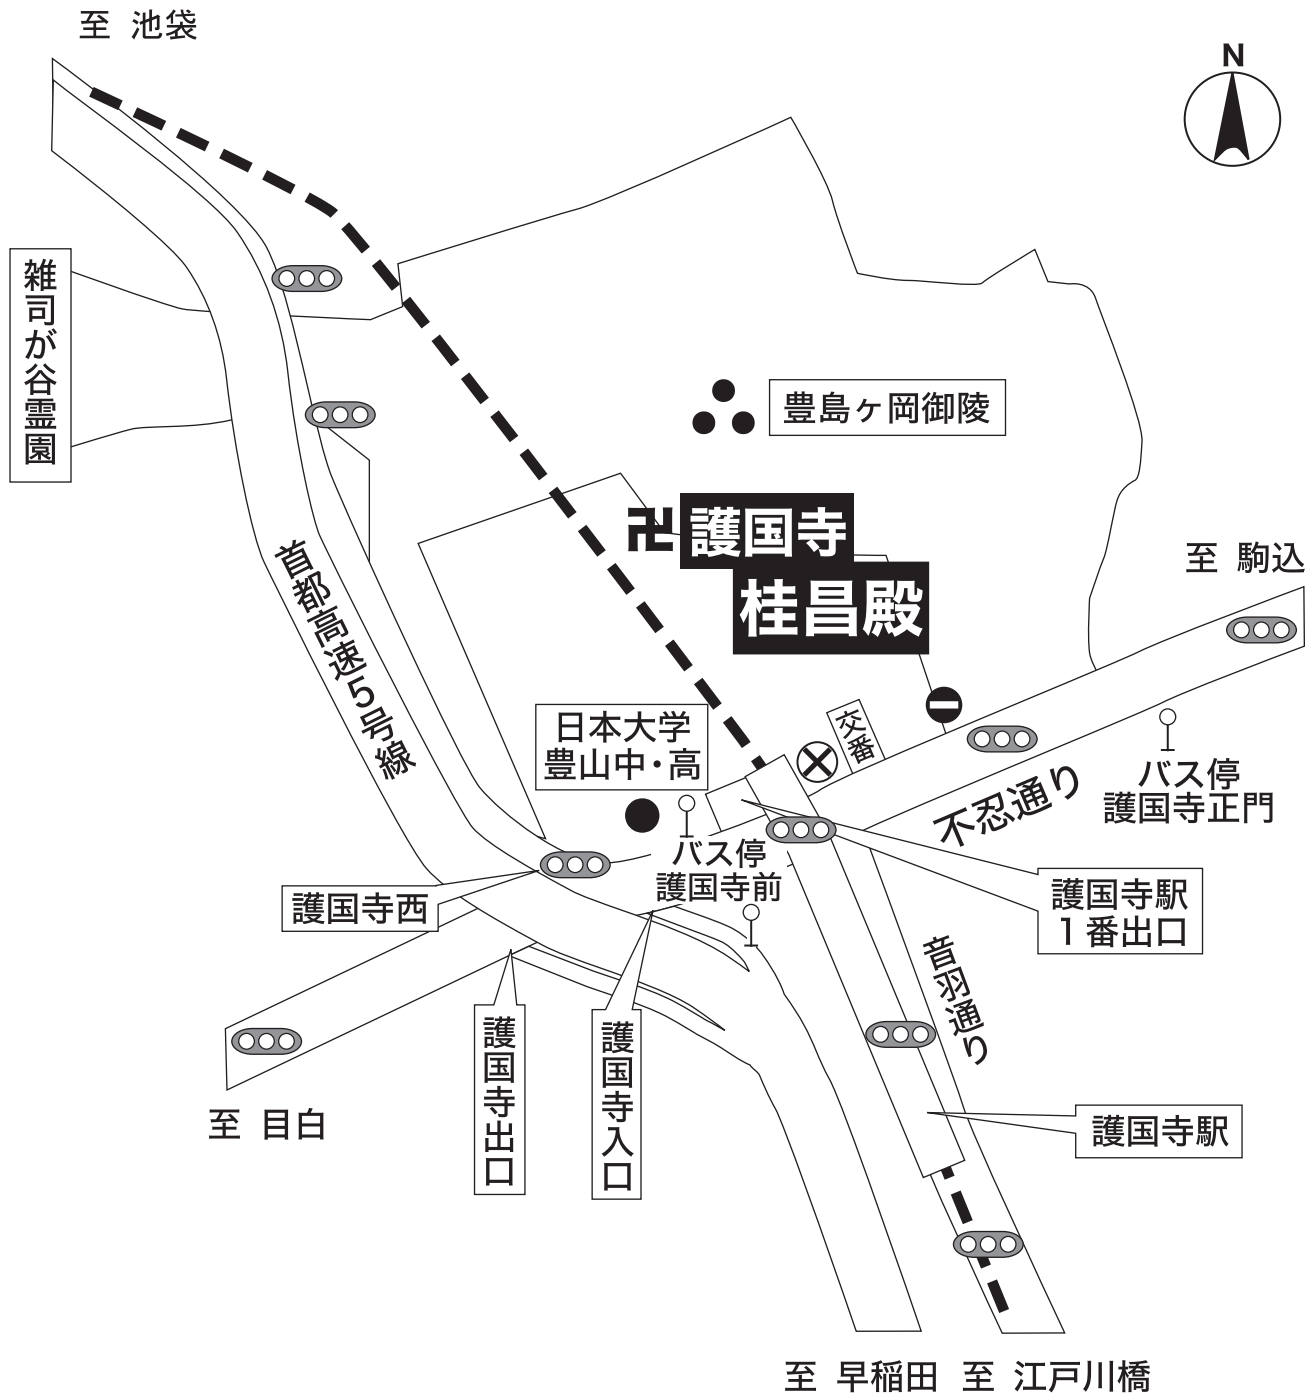 至 池袋
N
雑司が谷霊園
豊島ヶ岡御陵
卍護国寺
桂昌殿
至 駒込
首都高速5号線
日本大学
豊山中・高
交番
バス停
護国寺正門
不忍通り
バス停
護国寺前
護国寺西
護国寺駅
1番出口
音羽通り
護国寺出口
護国寺入口
至 目白
護国寺駅
至 早稲田
至 江戸川橋